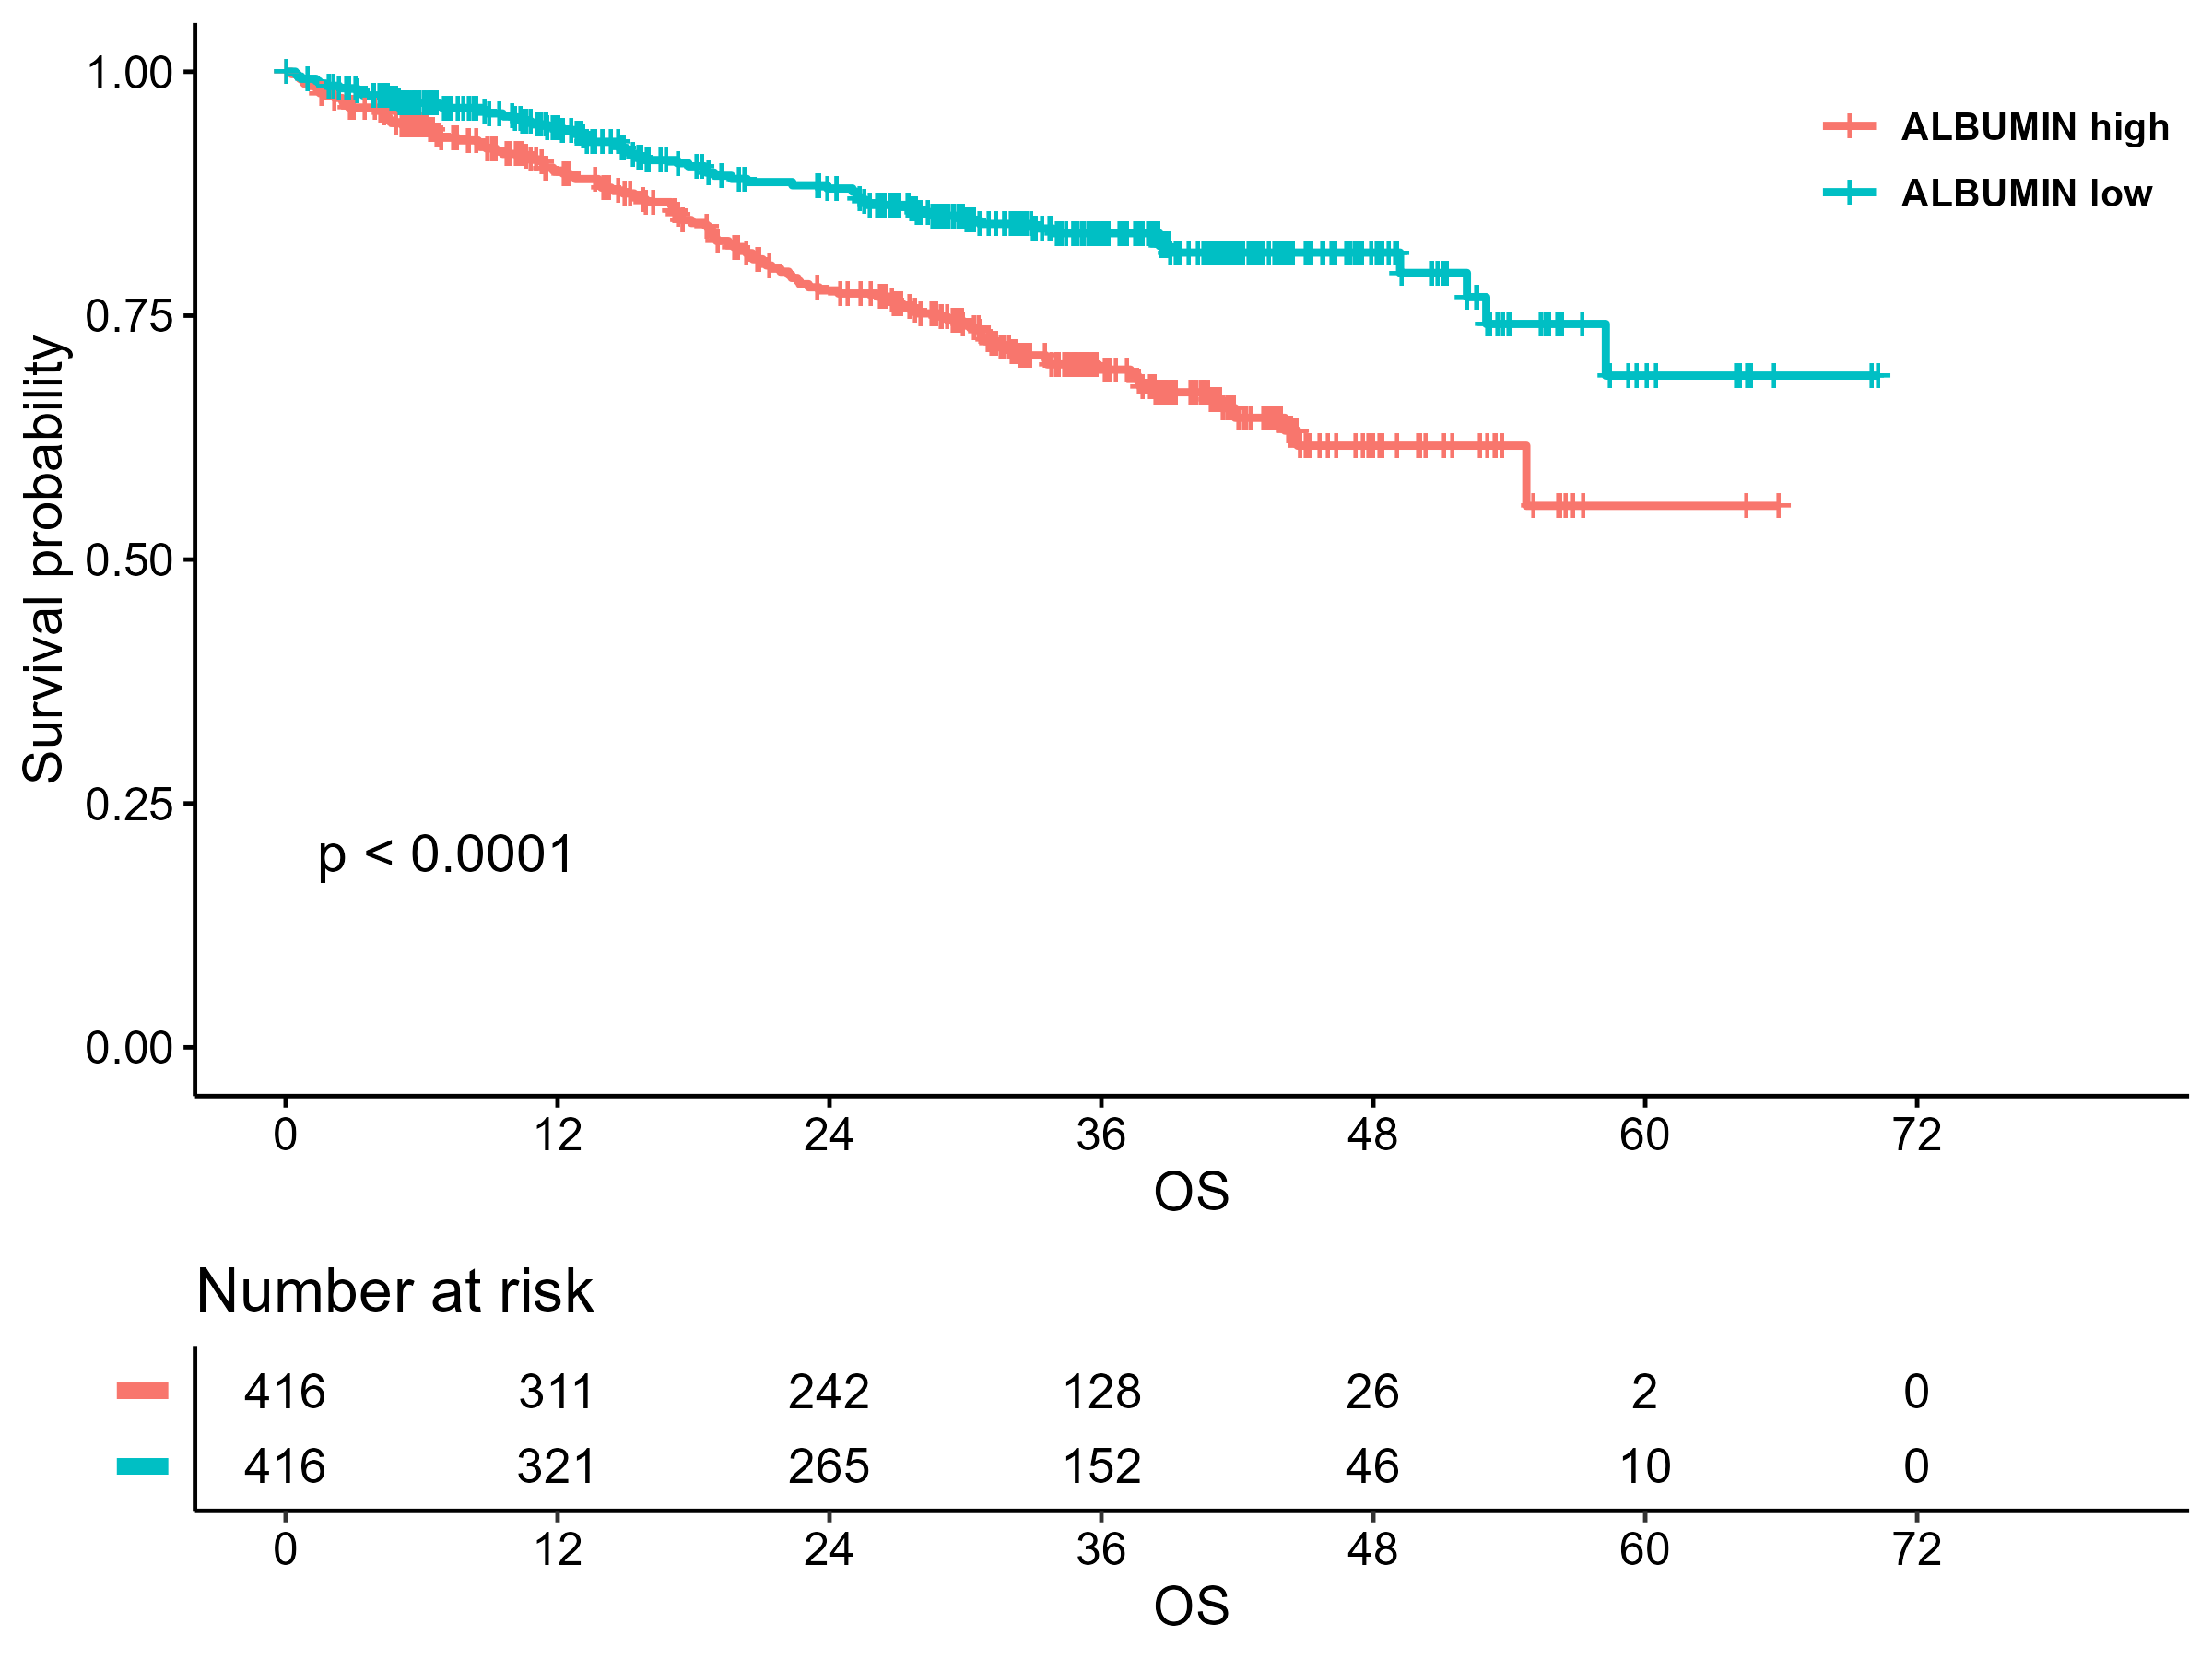 ALBUMIN high
ALBUMIN low
Survival probability
1.00
0.75
0.50
0.25
0.00
p < 0.0001
0 12 24 36 48 60 72
OS
Number at risk
416 311 242 128 26 2 0
416 321 265 152 46 10 0
0 12 24 36 48 60 72
OS